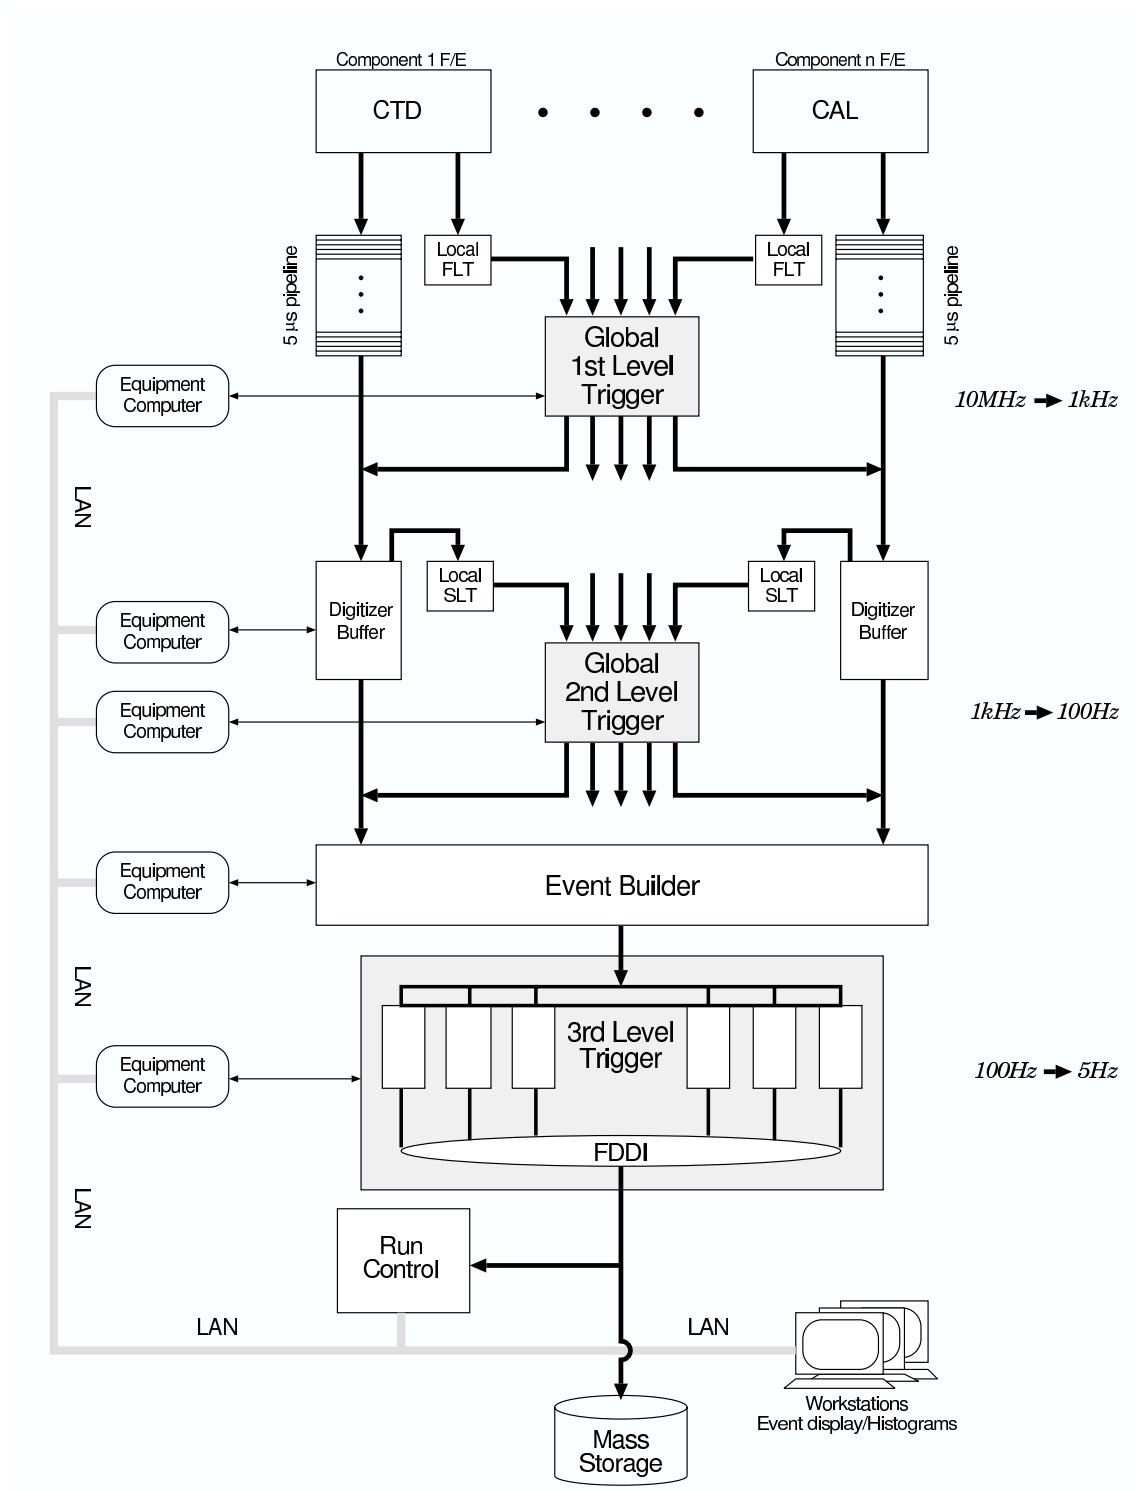 Component 1 F/E
Component n F/E
CTD
CAL
5 µs pipeline
Local
FLT
Local
FLT
5 µs pipeline
Global
1st Level
Trigger
Equipment
Computer
10MHz
1kHz
LAN
Digitizer
Buffer
Local
SLT
Local
SLT
Digitizer
Buffer
Equipment
Computer
Global
2nd Level
Trigger
Equipment
Computer
1kHz
100Hz
Equipment
Computer
Event Builder
LAN
3rd Level
Trigger
Equipment
Computer
100Hz
5Hz
FDDI
LAN
Run
Control
LAN
LAN
Workstations
Event display/Histograms
Mass
Storage